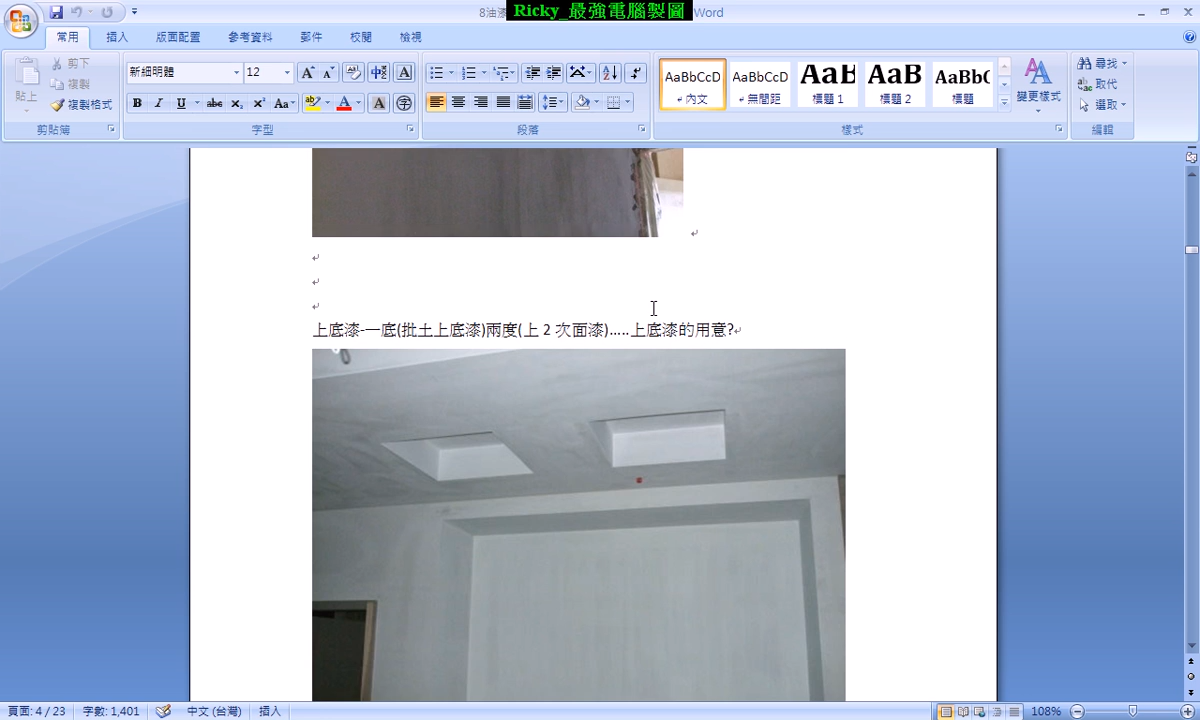 8油漆
Ricky_最強電腦製圖
Word
常用 插入 版面配置 參考資料 郵件 校閱 檢視
貼上
剪下
複製
複製格式
剪貼簿
新細明體 12
B I U abc x₂ x² Aa A A
字型
段落
AaBbCcD AaBbCcD AaB AaB AaBbC
內文 無間距 標題 1 標題 2 標題
變更樣式
樣式
尋找
取代
選取
編輯
上底漆-一底(批土上底漆)兩度(上 2 次面漆).....上底漆的用意?
頁面: 4 / 23 字數: 1,401 中文 (台灣) 插入 108%